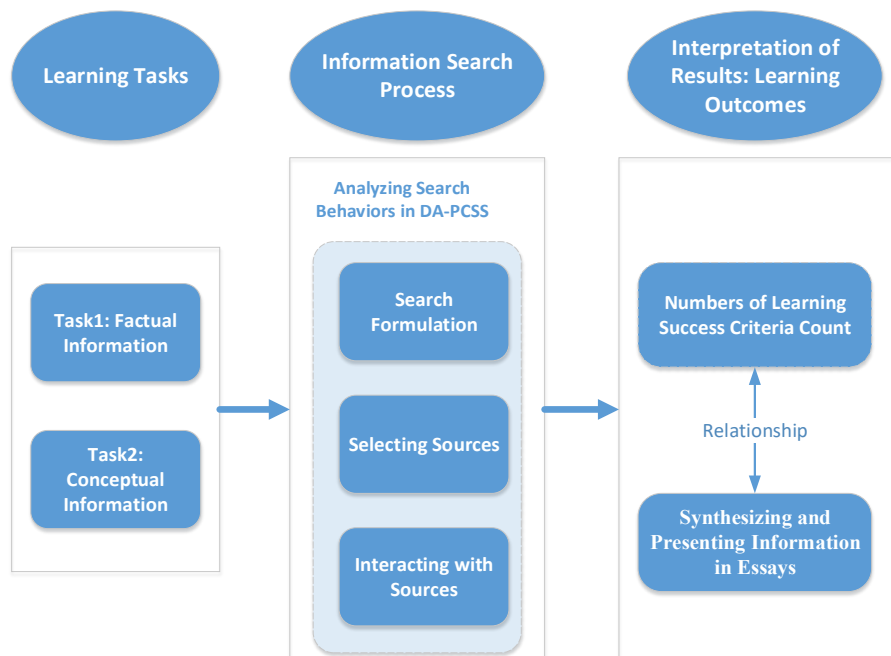 Learning Tasks
Information Search
Process
Interpretation of
Results: Learning
Outcomes
Task1: Factual
Information
Task2:
Conceptual
Information
Analyzing Search
Behaviors in DA-PCSS
Search
Formulation
Selecting Sources
Interacting with
Sources
Numbers of Learning
Success Criteria Count
Relationship
Synthesizing and
Presenting Information
in Essays